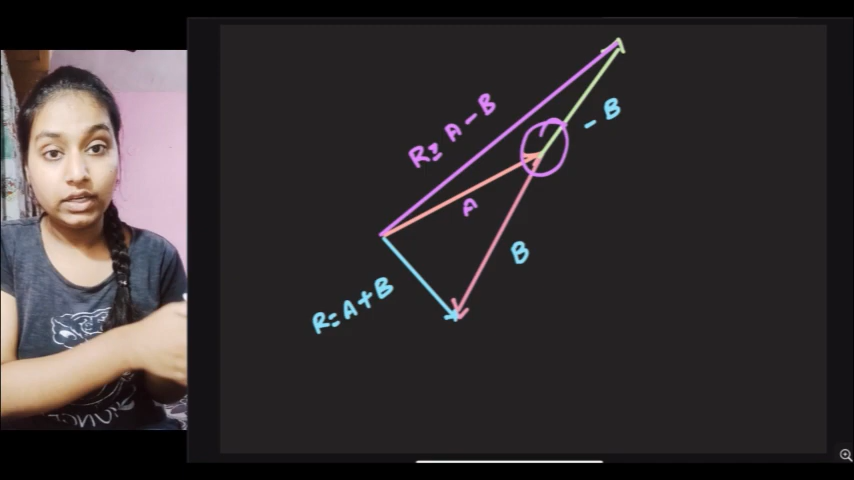 R= A - B
- B
A
B
R= A+B